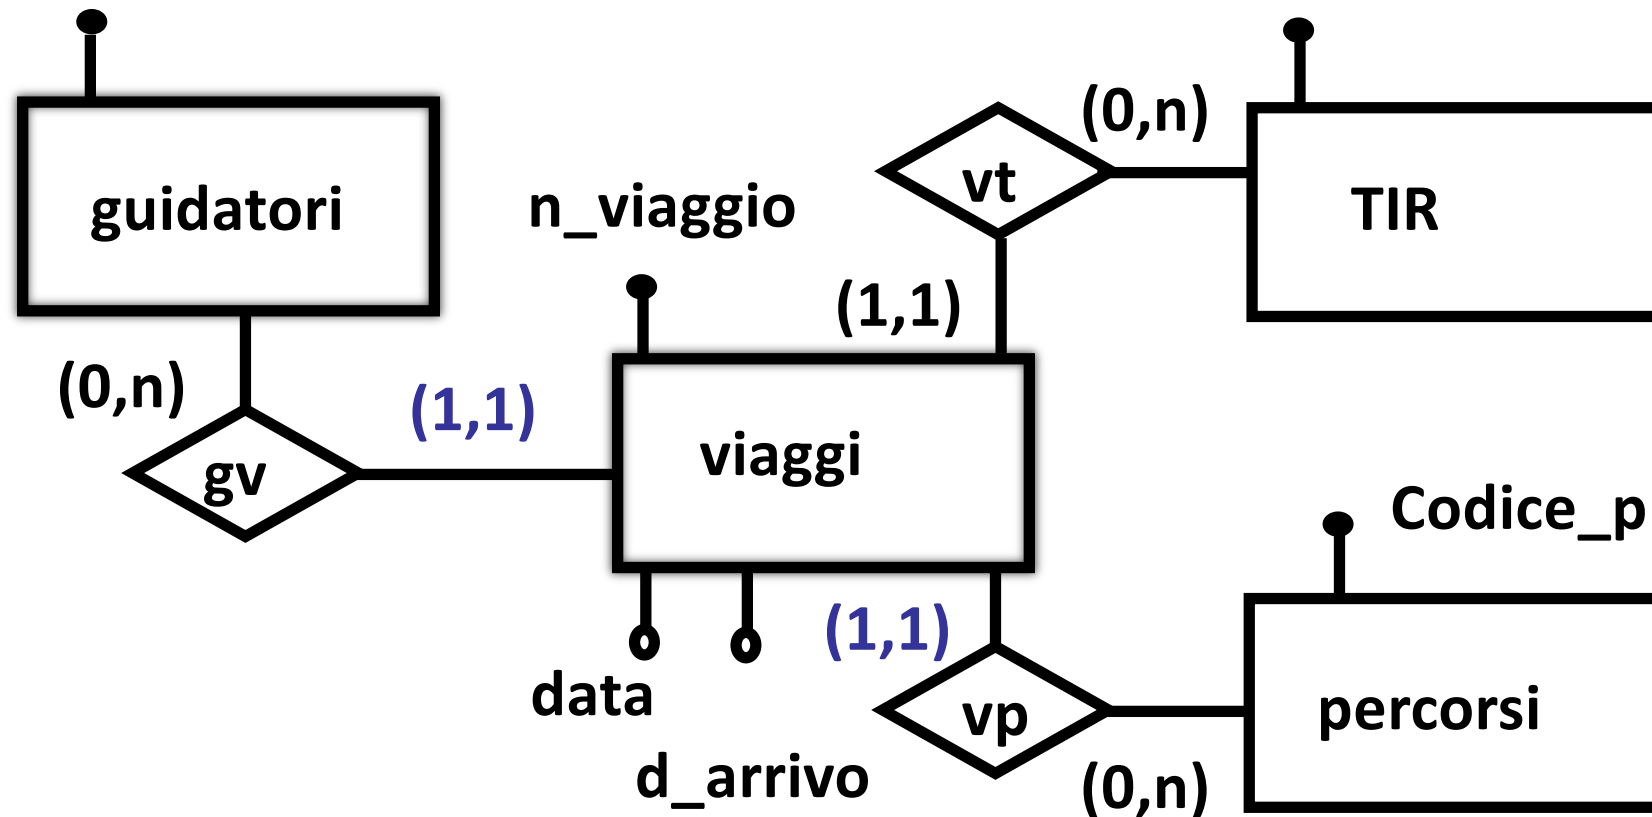 (0,n)
vt
guidatori
n_viaggio
TIR
(1,1)
(0,n)
(1,1)
gv
viaggi
Codice_p
(1,1)
data
vp
percorsi
d_arrivo
(0,n)